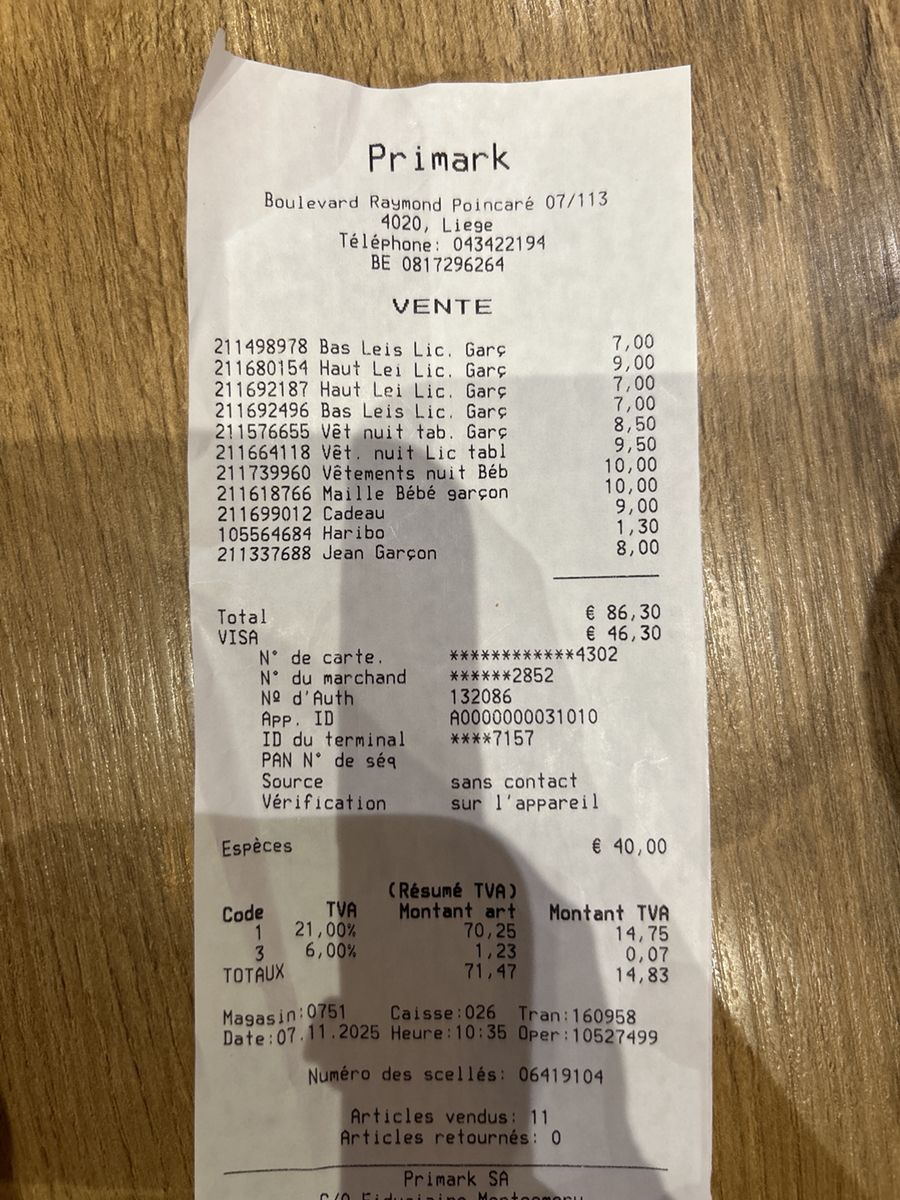 Primark
Boulevard Raymond Poincaré 07/113
4020, Liege
Téléphone: 043422194
BE 0817296264
VENTE
211498978 Bas Leis Lic. Garç 7,00
211680154 Haut Lei Lic. Garç 9,00
211692187 Haut Lei Lic. Garç 7,00
211692496 Bas Leis Lic. Garç 7,00
211576655 Vêt nuit tab. Garç 8,50
211664118 Vêt. nuit Lic tabl 9,50
211739960 Vêtements nuit Béb 10,00
211618766 Maille Bébé garçon 10,00
211699012 Cadeau 9,00
105564684 Haribo 1,30
211337688 Jean Garçon 8,00
Total € 86,30
VISA € 46,30
N° de carte. ************4302
N° du marchand ******2852
Nº d'Auth 132086
App. ID A0000000031010
ID du terminal ****7157
PAN N° de séq
Source sans contact
Vérification sur l'appareil
Espèces € 40,00
(Résumé TVA)
Code TVA Montant art Montant TVA
1 21,00% 70,25 14,75
3 6,00% 1,23 0,07
TOTAUX 71,47 14,83
Magasin:0751 Caisse:026 Tran:160958
Date:07.11.2025 Heure:10:35 Oper:10527499
Numéro des scellés: 06419104
Articles vendus: 11
Articles retournés: 0
Primark SA